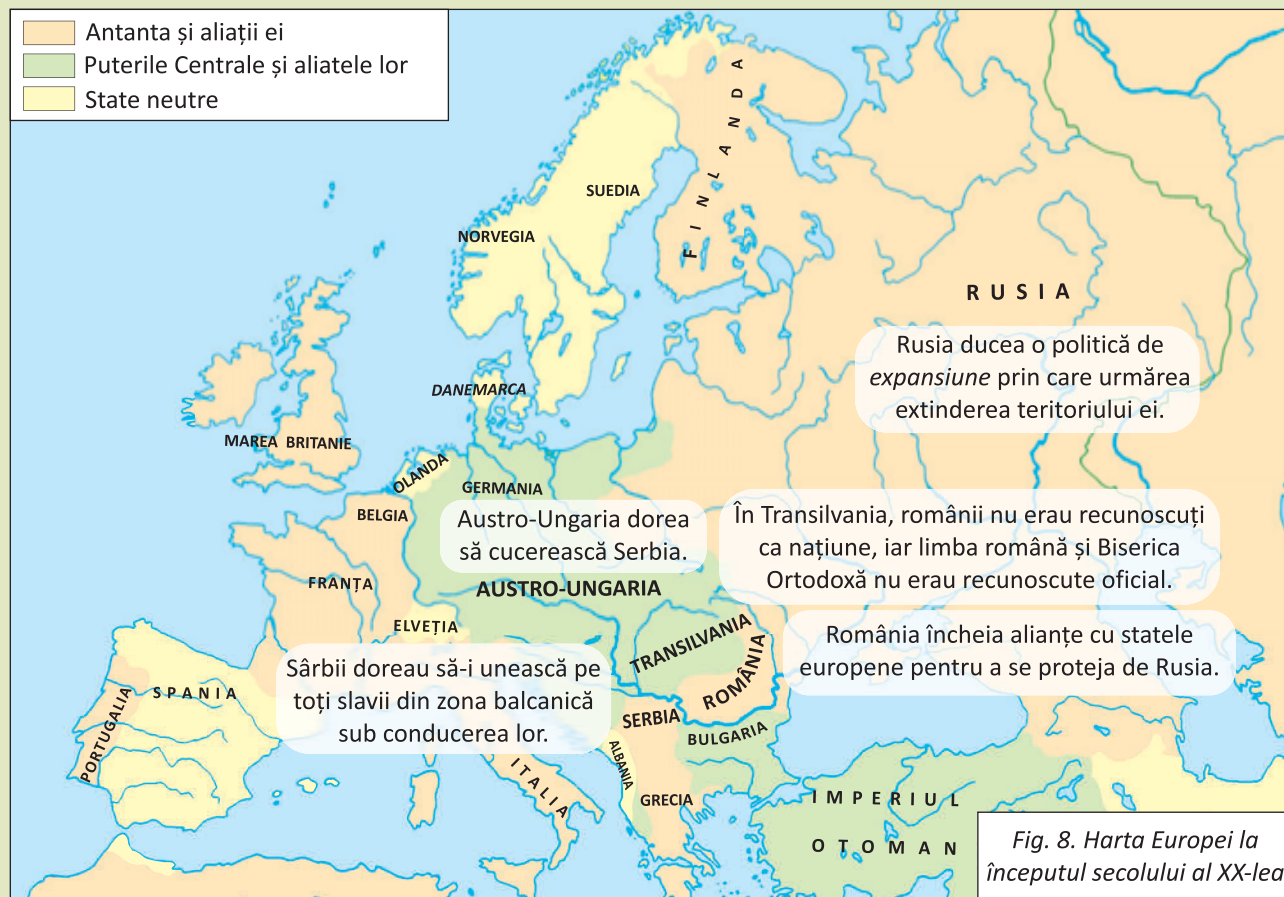 Antanta și aliații ei
Puterile Centrale și aliatele lor
State neutre
FINLANDA
SUEDIA
NORVEGIA
RUSIA
Rusia ducea o politică de
expansiune prin care urmărea
extinderea teritoriului ei.
DANEMARCA
MAREA BRITANIE
OLANDA
GERMANIA
BELGIA
Austro-Ungaria dorea
să cucerească Serbia.
În Transilvania, românii nu erau recunoscuți
ca națiune, iar limba română și Biserica
Ortodoxă nu erau recunoscute oficial.
FRANȚA
AUSTRO-UNGARIA
ELVEȚIA
TRANSILVANIA
ROMÂNIA
România încheia alianțe cu statele
europene pentru a se proteja de Rusia.
Sârbii doreau să-i unească pe
toți slavii din zona balcanică
sub conducerea lor.
SPANIA
PORTUGALIA
SERBIA
BULGARIA
ALBANIA
ITALIA
GRECIA
IMPERIUL
OTOMAN
Fig. 8. Harta Europei la
începutul secolului al XX-lea